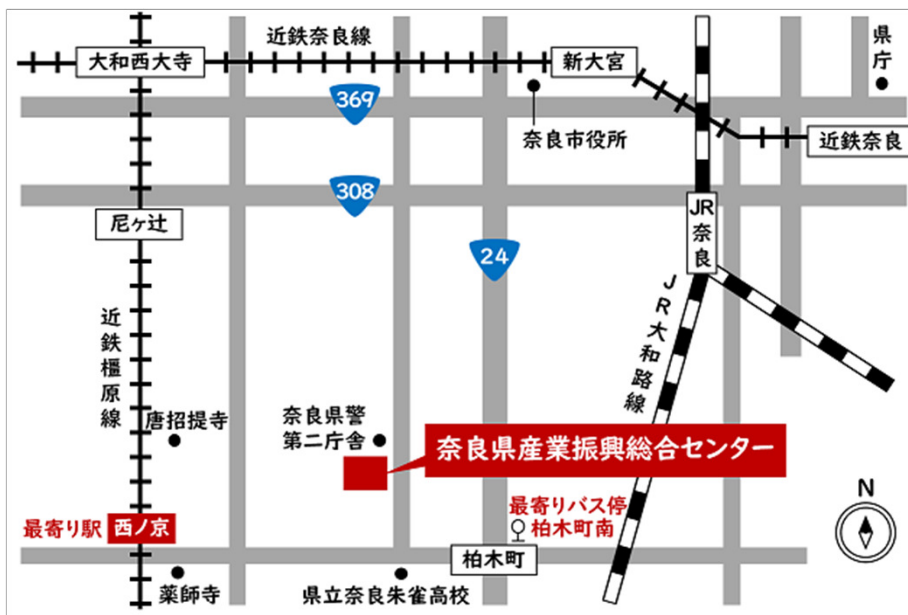 近鉄奈良線
大和西大寺
新大宮
県庁
369
奈良市役所
近鉄奈良
308
尼ヶ辻
JR奈良
24
近鉄橿原線
JR大和路線
唐招提寺
奈良県警
第二庁舎
奈良県産業振興総合センター
最寄り駅 西ノ京
最寄りバス停
柏木町南
N
柏木町
薬師寺
県立奈良朱雀高校